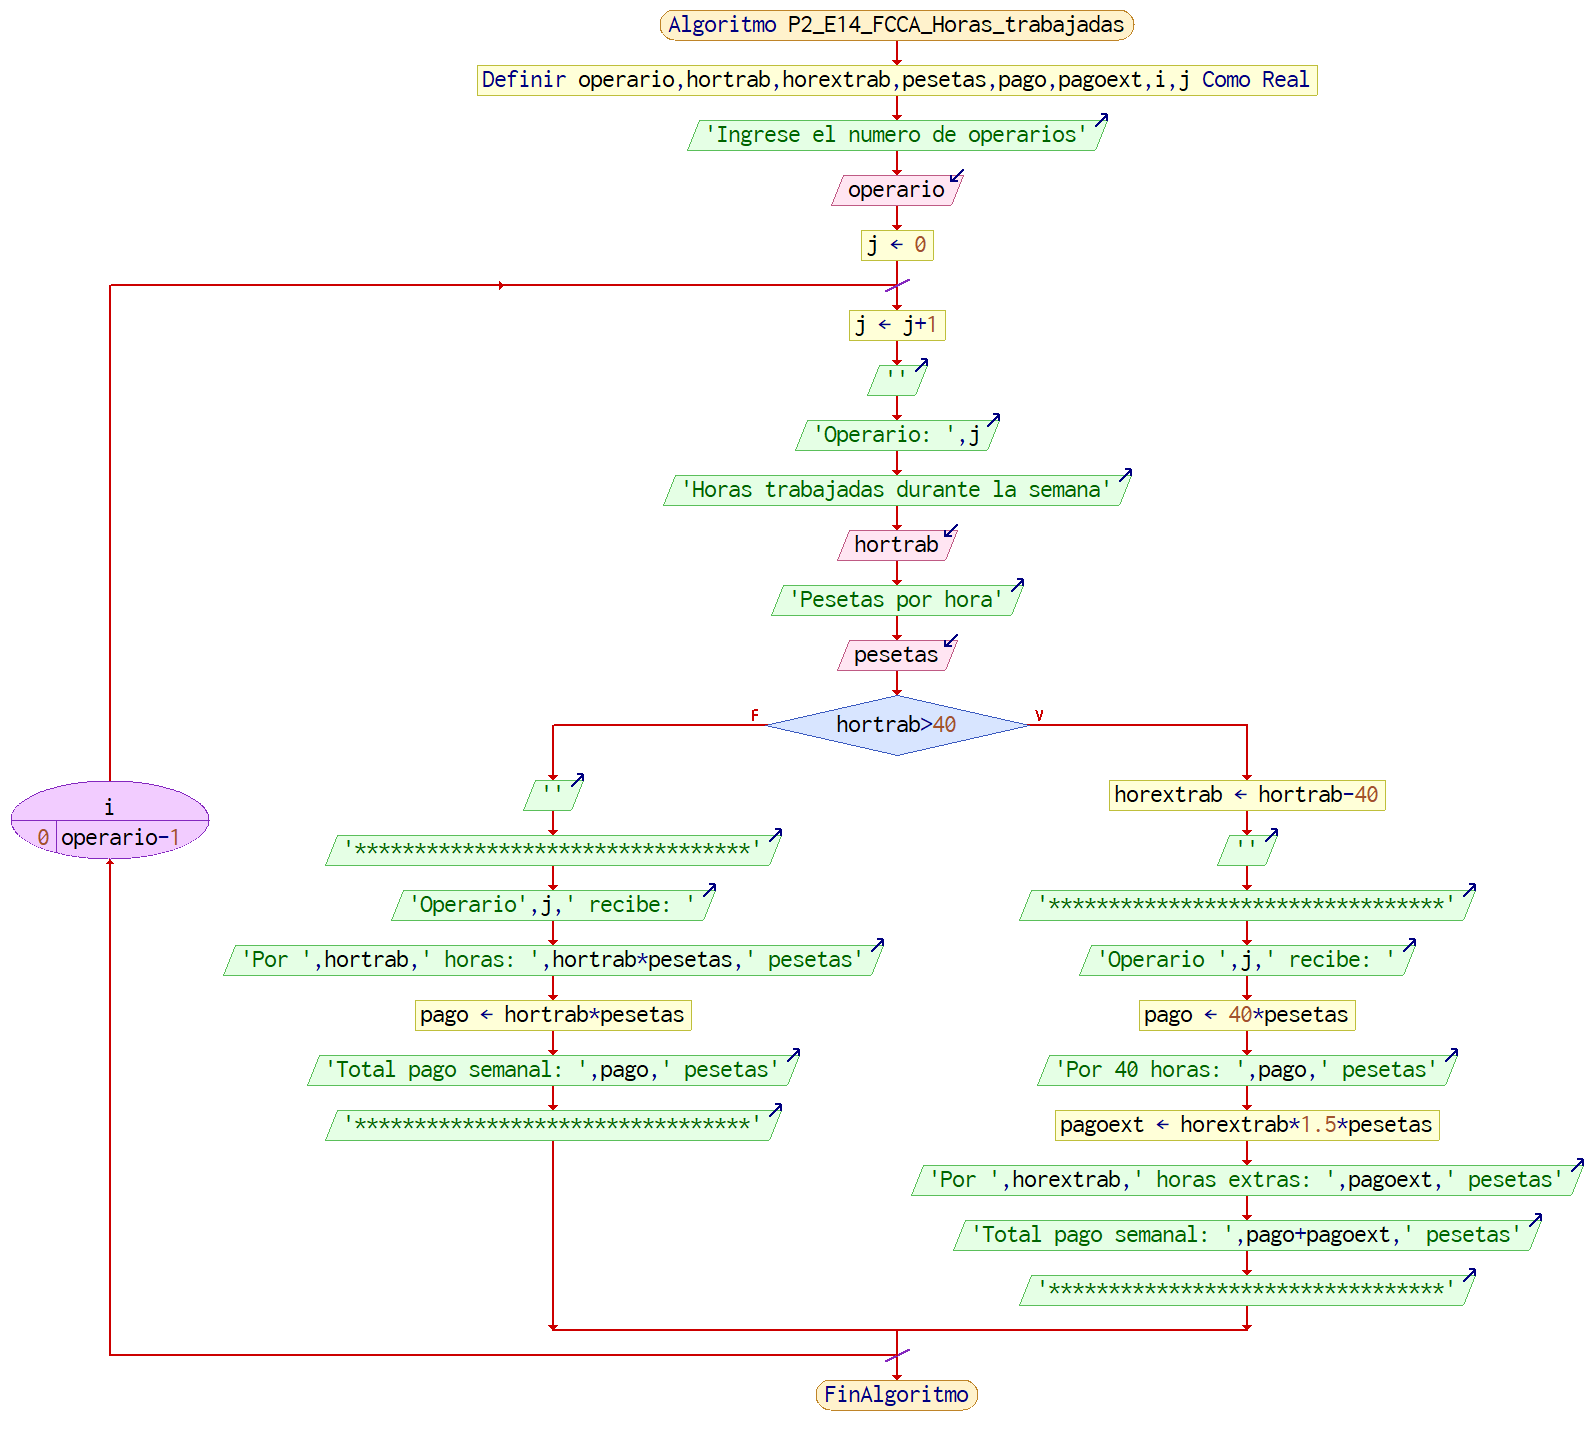 Algoritmo P2_E14_FCCA_Horas_trabajadas
Definir operario,hortrab,horextrab,pesetas,pago,pagoext,i,j Como Real
'Ingrese el numero de operarios'
operario
j ← 0
j ← j+1
''
'Operario: ',j
'Horas trabajadas durante la semana'
hortrab
'Pesetas por hora'
pesetas
hortrab>40
F
V
i
0 operario-1
''
'*********************************'
'Operario',j,' recibe: '
'Por ',hortrab,' horas: ',hortrab*pesetas,' pesetas'
pago ← hortrab*pesetas
'Total pago semanal: ',pago,' pesetas'
'*********************************'
horextrab ← hortrab-40
''
'*********************************'
'Operario ',j,' recibe: '
pago ← 40*pesetas
'Por 40 horas: ',pago,' pesetas'
pagoext ← horextrab*1.5*pesetas
'Por ',horextrab,' horas extras: ',pagoext,' pesetas'
'Total pago semanal: ',pago+pagoext,' pesetas'
'*********************************'
FinAlgoritmo